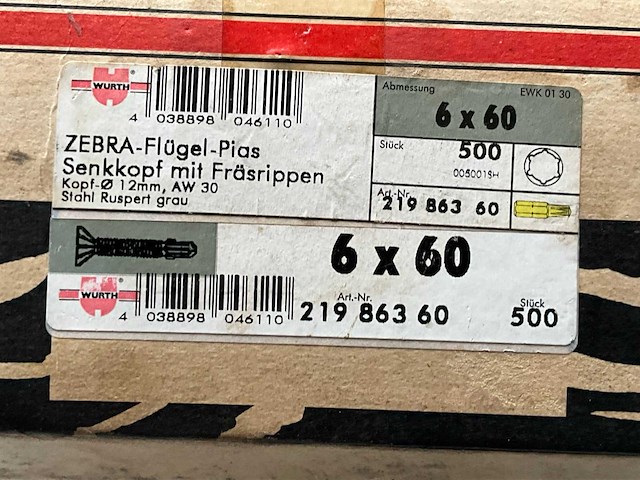 WÜRTH
4 038898 046110
ZEBRA-Flügel-Pias
Senkkopf mit Fräsrippen
Kopf-Ø 12mm, AW 30
Stahl Ruspert grau
Abmessung EWK 01 30
6 x 60
Stück 500
005001SH
Art.-Nr.
219 863 60
6 x 60
WÜRTH
4 038898 046110
Art.-Nr.
219 863 60
Stück
500